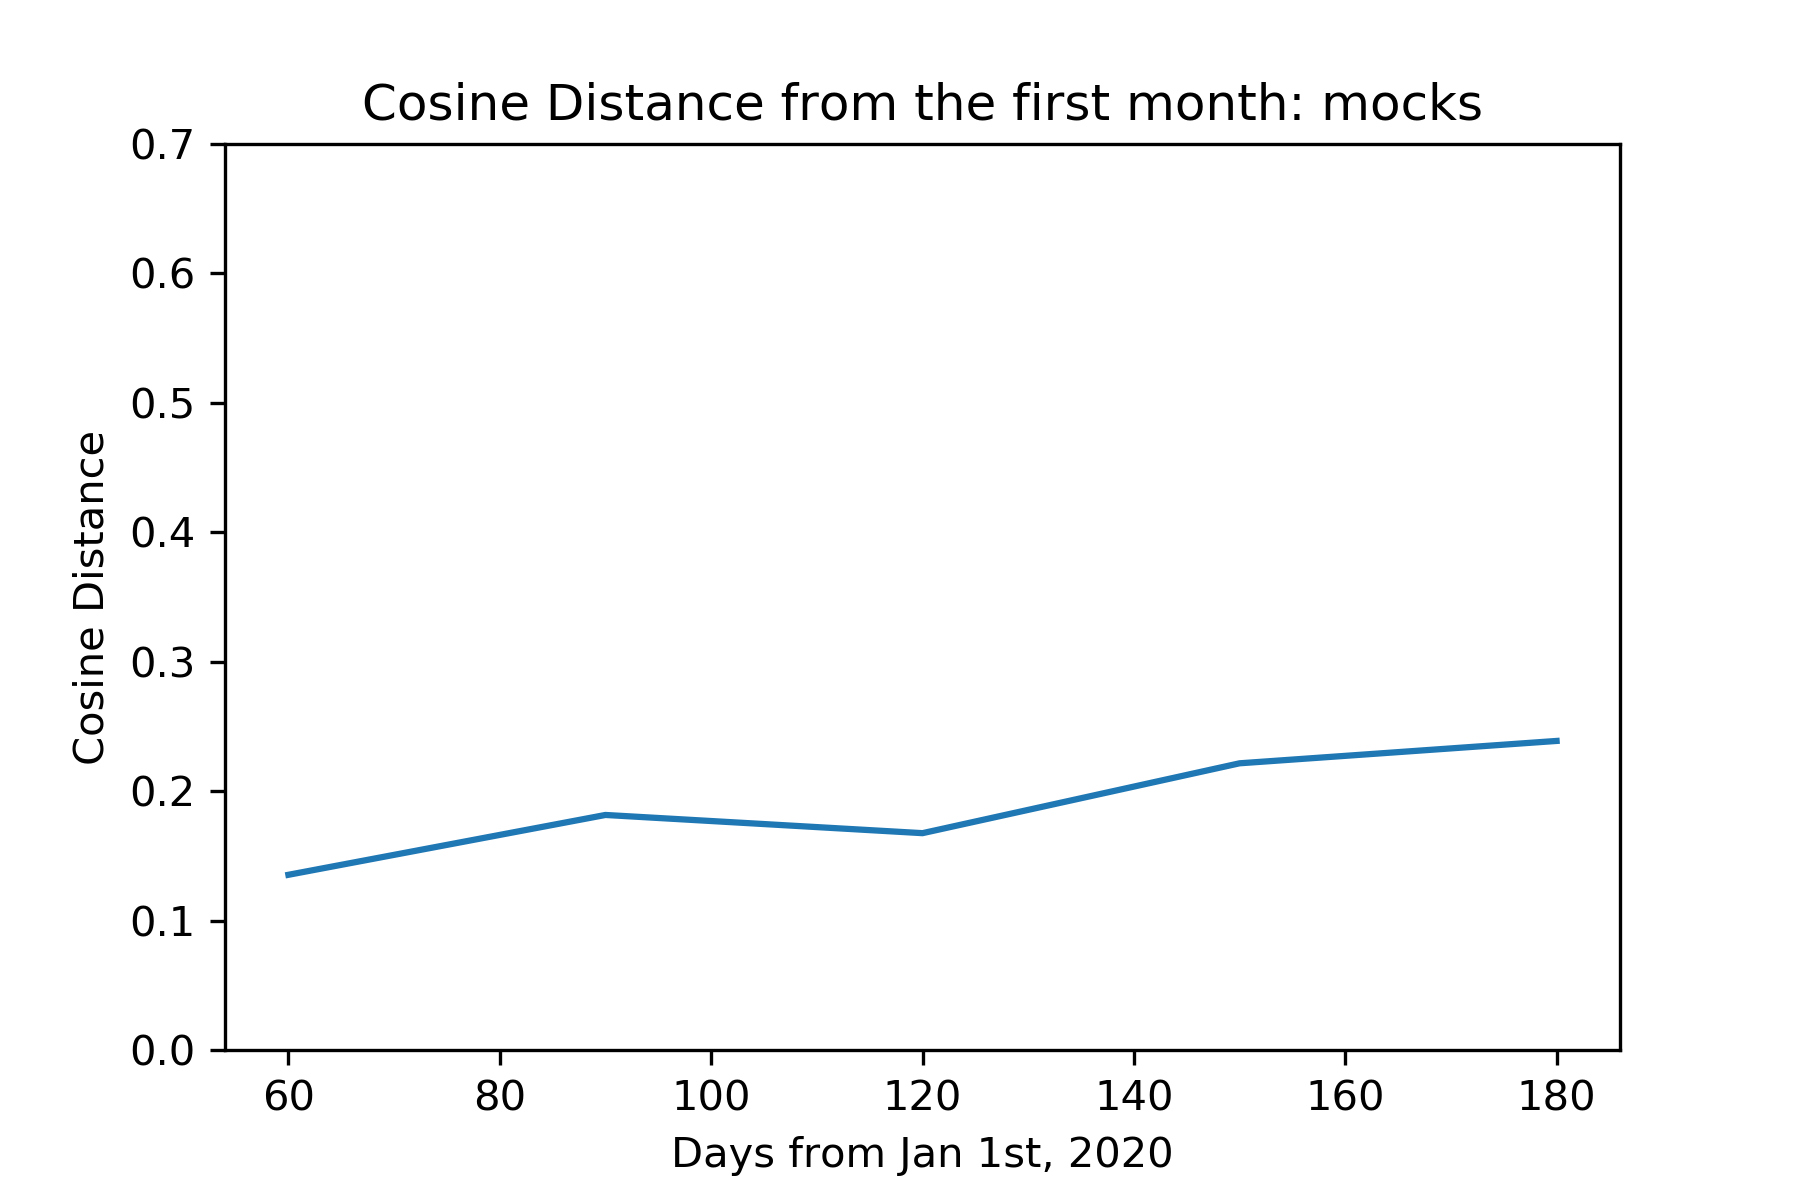 Cosine Distance from the first month: mocks
0.7
0.6
0.5
0.4
0.3
0.2
0.1
0.0
Cosine Distance
60 80 100 120 140 160 180
Days from Jan 1st, 2020